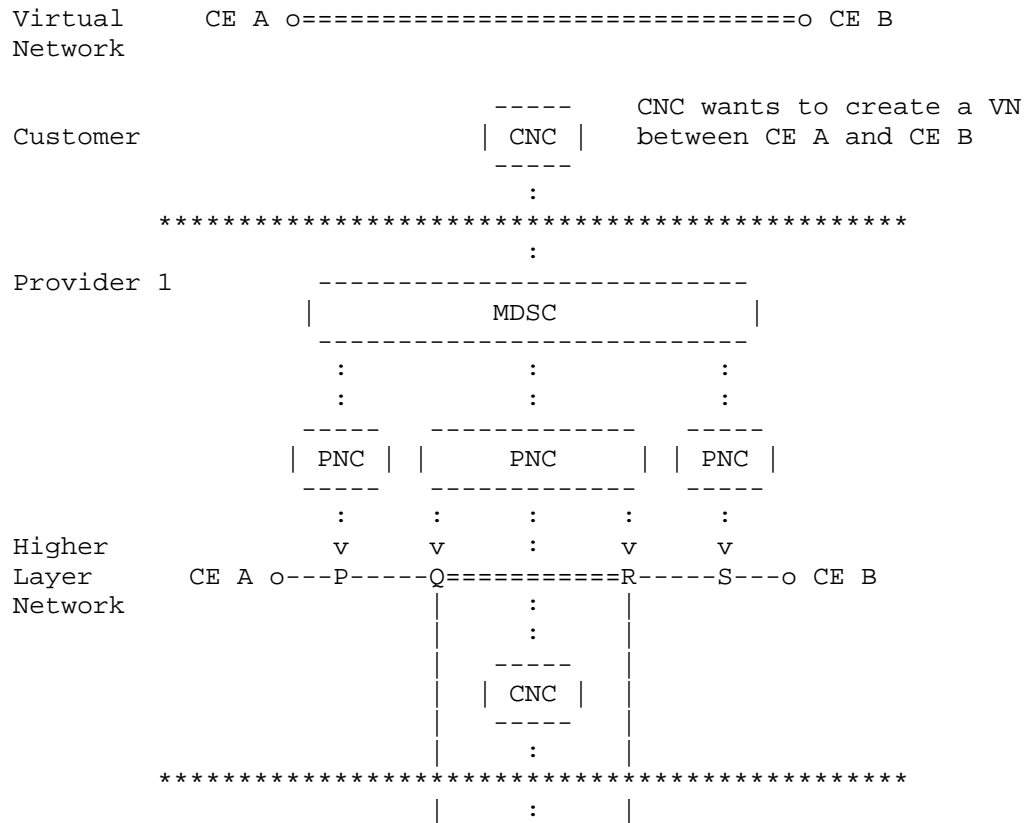 Virtual CE A o===============================o CE B
Network
----- CNC wants to create a VN
Customer | CNC | between CE A and CE B
-----
:
***********************************************
:
Provider 1 ---------------------------
| MDSC |
---------------------------
: : :
: : :
----- ------------- -----
| PNC | | PNC | | PNC |
----- ------------- -----
: : : : :
Higher v v : v v
Layer CE A o---P-----Q===========R-----S---o CE B
Network | : |
| : |
| ----- |
| | CNC | |
| ----- |
| : |
***********************************************
| : |